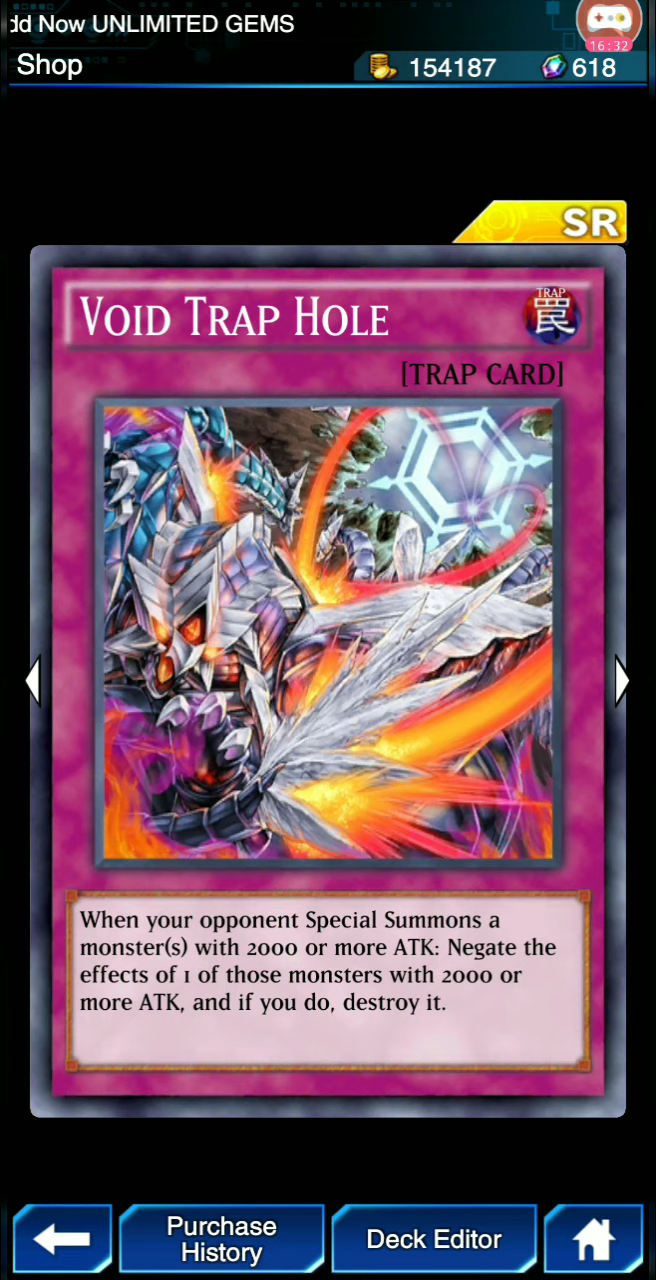 dd Now UNLIMITED GEMS
16:32
Shop
154187
618
SR
VOID TRAP HOLE
TRAP
罠
[TRAP CARD]
When your opponent Special Summons a
monster(s) with 2000 or more ATK: Negate the
effects of 1 of those monsters with 2000 or
more ATK, and if you do, destroy it.
Purchase
History
Deck Editor